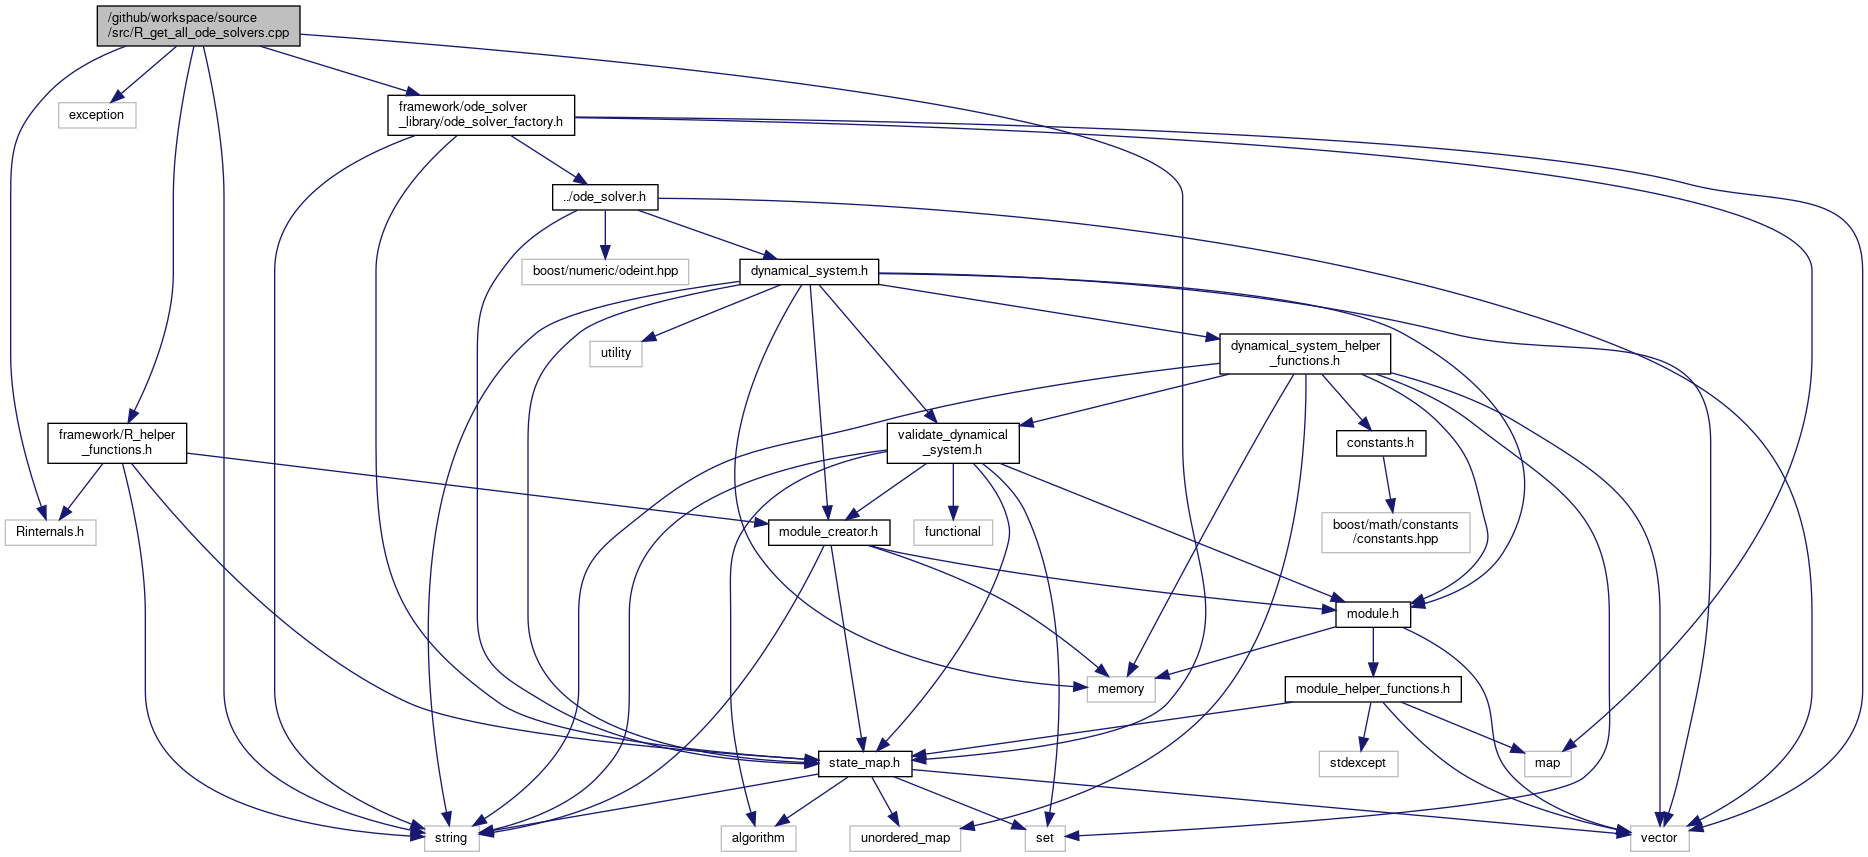 /github/workspace/source
/src/R_get_all_ode_solvers.cpp
exception
framework/ode_solver
_library/ode_solver_factory.h
../ode_solver.h
boost/numeric/odeint.hpp
dynamical_system.h
utility
dynamical_system_helper
_functions.h
framework/R_helper
_functions.h
validate_dynamical
_system.h
constants.h
Rinternals.h
module_creator.h
functional
boost/math/constants
/constants.hpp
module.h
memory
module_helper_functions.h
state_map.h
stdexcept
map
string
algorithm
unordered_map
set
vector